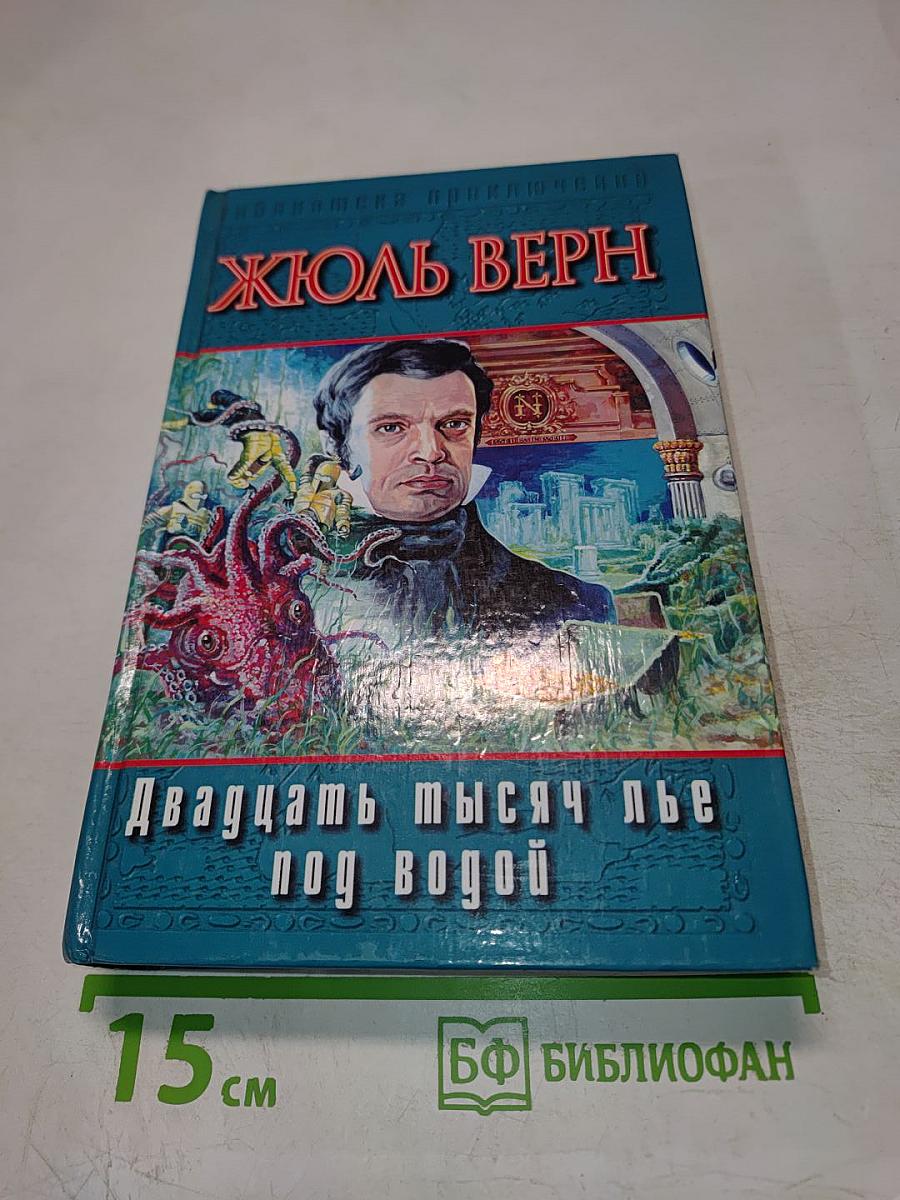 библиотека приключений
ЖЮЛЬ ВЕРН
N
Двадцать тысяч лье
под водой
15 см
БФ БИБЛИОФАН